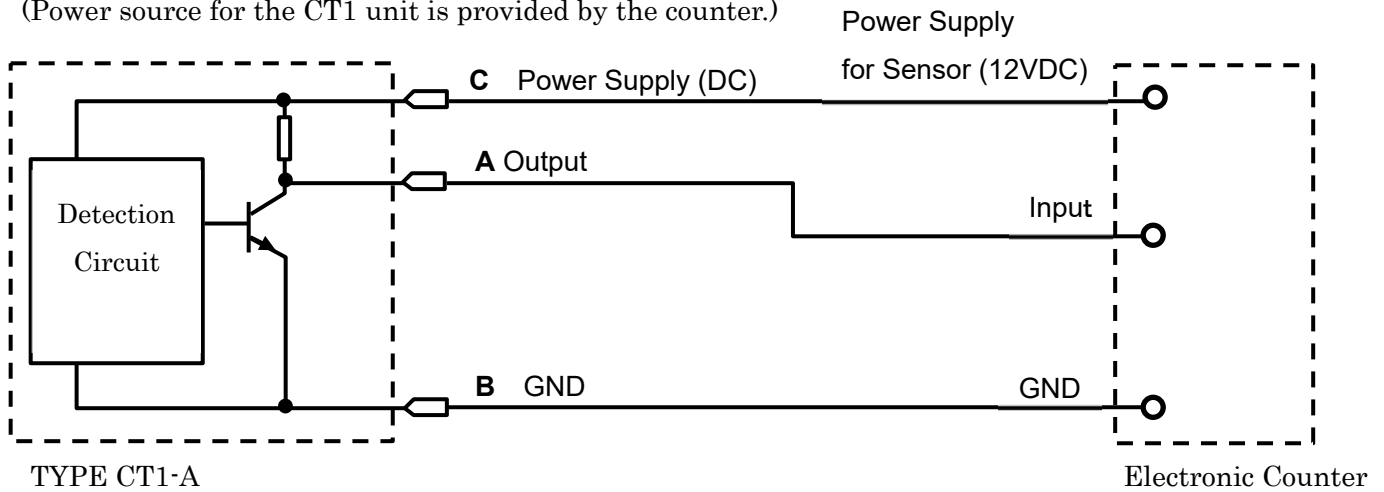 (Power source for the CT1 unit is provided by the counter.)
Power Supply
for Sensor (12VDC)
C Power Supply (DC)
A Output
Input
Detection
Circuit
B GND
GND
TYPE CT1-A
Electronic Counter